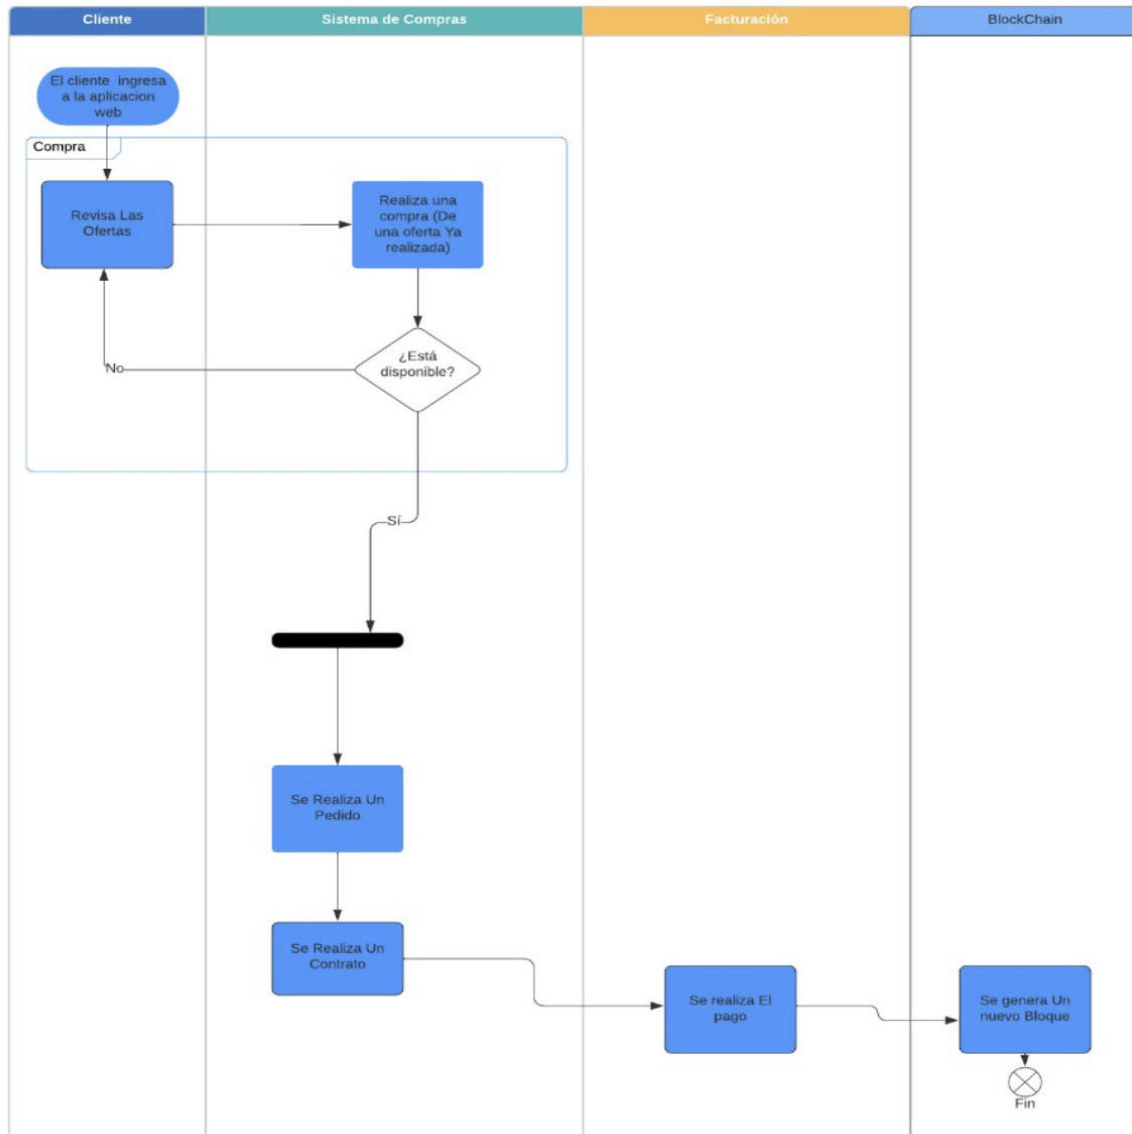 Cliente
Sistema de Compras
Facturación
BlockChain
El cliente ingresa
a la aplicacion
web
Compra
Revisa Las
Ofertas
Realiza una
compra (De
una oferta Ya
realizada)
¿Está
disponible?
No
Sí
Se Realiza Un
Pedido
Se Realiza Un
Contrato
Se realiza El
pago
Se genera Un
nuevo Bloque
Fin